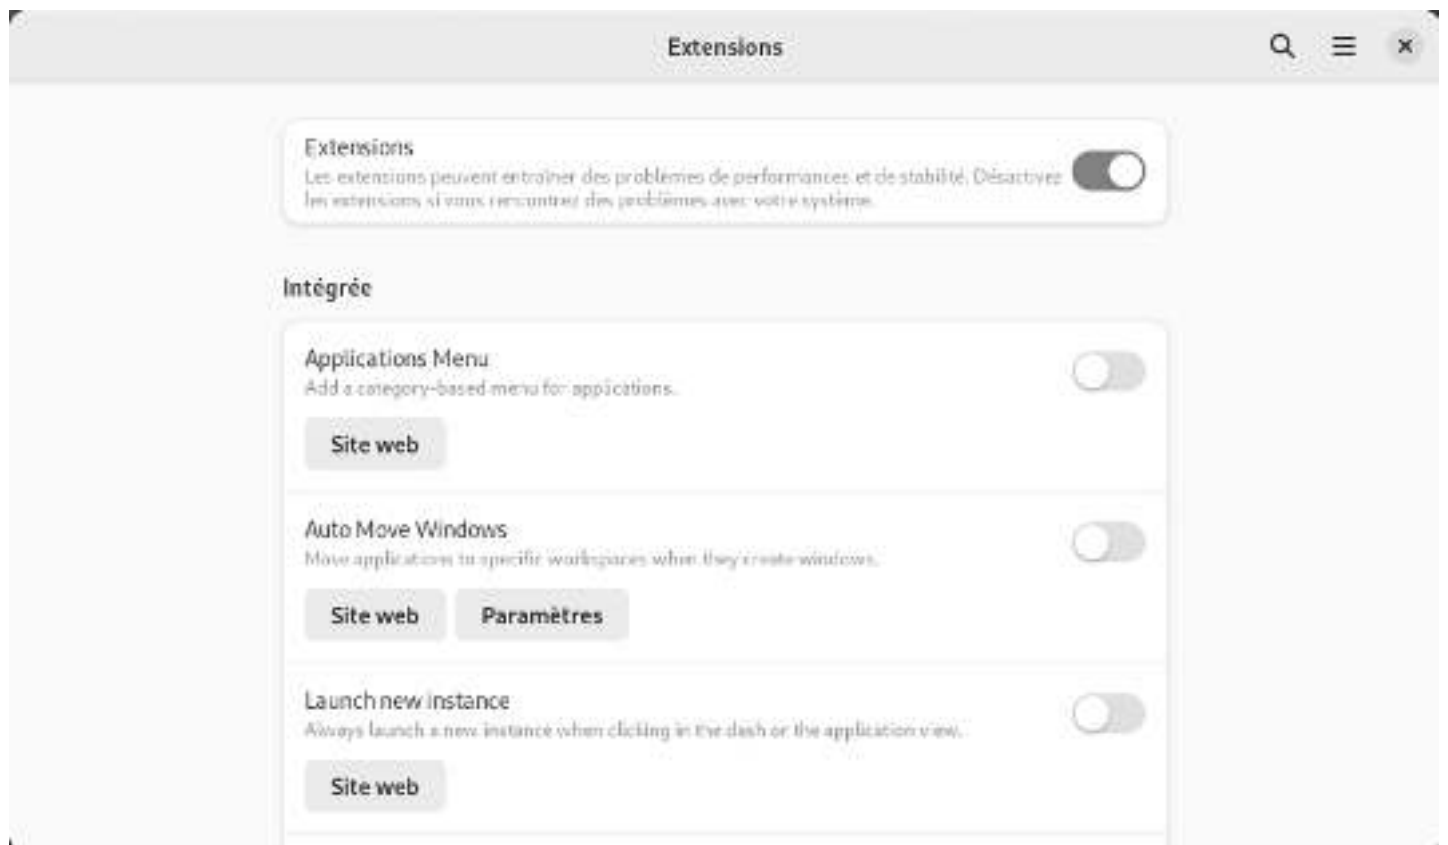 Extensions
Extensions
Les extensions peuvent entraîner des problèmes de performances et de stabilité. Désactivez
les extensions si vous rencontrez des problèmes avec votre système.
Intégrée
Applications Menu
Add a category-based menu for applications.
Site web
Auto Move Windows
Move applications to specific workspaces when they create windows.
Site web Paramètres
Launch new instance
Always launch a new instance when clicking in the dash or the application view.
Site web